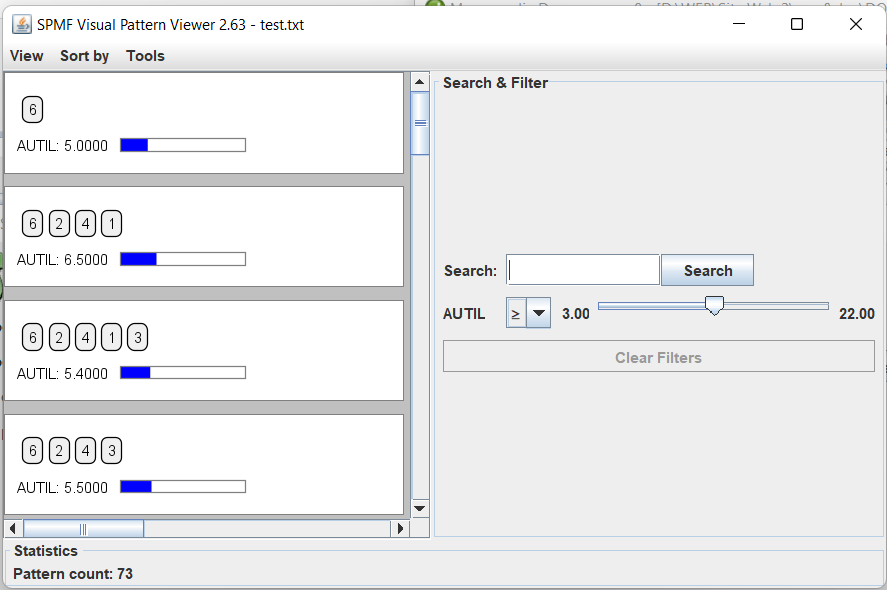 SPMF Visual Pattern Viewer 2.63 - test.txt
View Sort by Tools
6
AUTIL: 5.0000
6 2 4 1
AUTIL: 6.5000
6 2 4 1 3
AUTIL: 5.4000
6 2 4 3
AUTIL: 5.5000
Search & Filter
Search: Search
AUTIL ≥ 3.00 22.00
Clear Filters
Statistics
Pattern count: 73